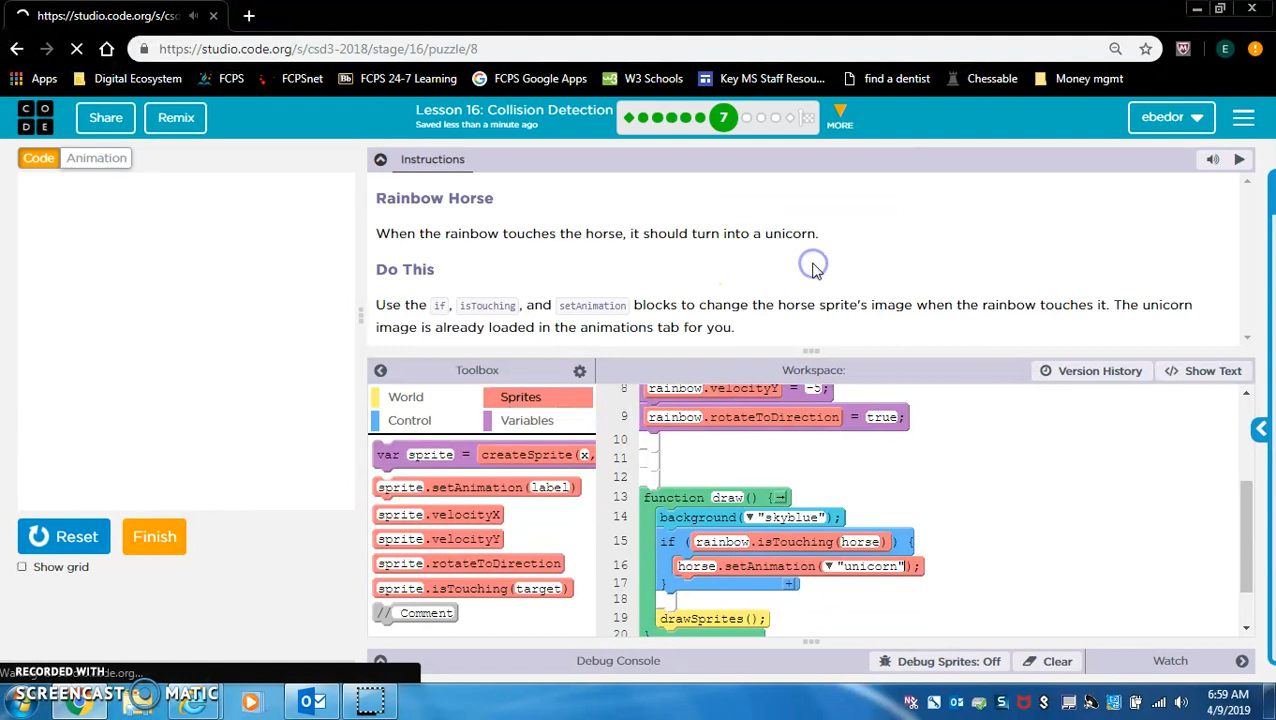 https://studio.code.org/s/csd
https://studio.code.org/s/csd3-2018/stage/16/puzzle/8
E
Apps
Digital Ecosystem
FCPS
FCPSnet
Bb
FCPS 24-7 Learning
FCPS Google Apps
W3 Schools
Key MS Staff Resou...
find a dentist
Chessable
Money mgmt
C O
D E
Share
Remix
Lesson 16: Collision Detection
Saved less than a minute ago
7
MORE
ebedor
Code
Animation
Instructions
Rainbow Horse
When the rainbow touches the horse, it should turn into a unicorn.
Do This
Use the if, isTouching, and setAnimation blocks to change the horse sprite's image when the rainbow touches it. The unicorn
image is already loaded in the animations tab for you.
Toolbox
Workspace:
Version History
</> Show Text
World
Sprites
Control
Variables
var sprite = createSprite(x,
sprite.setAnimation(label)
sprite.velocityX
sprite.velocityY
sprite.rotateToDirection
sprite.isTouching(target)
// Comment
8 rainbow.velocityY = -5;
9 rainbow.rotateToDirection = true;
10
11
12
13 function draw() {
14 background("skyblue");
15 if (rainbow.isTouching(horse)) {
16 horse.setAnimation("unicorn");
17 }
18
19 drawSprites();
20 }
Reset
Finish
Show grid
Debug Console
Debug Sprites: Off
Clear
Watch
RECORDED WITH
SCREENCAST MATIC
6:59 AM
4/9/2019